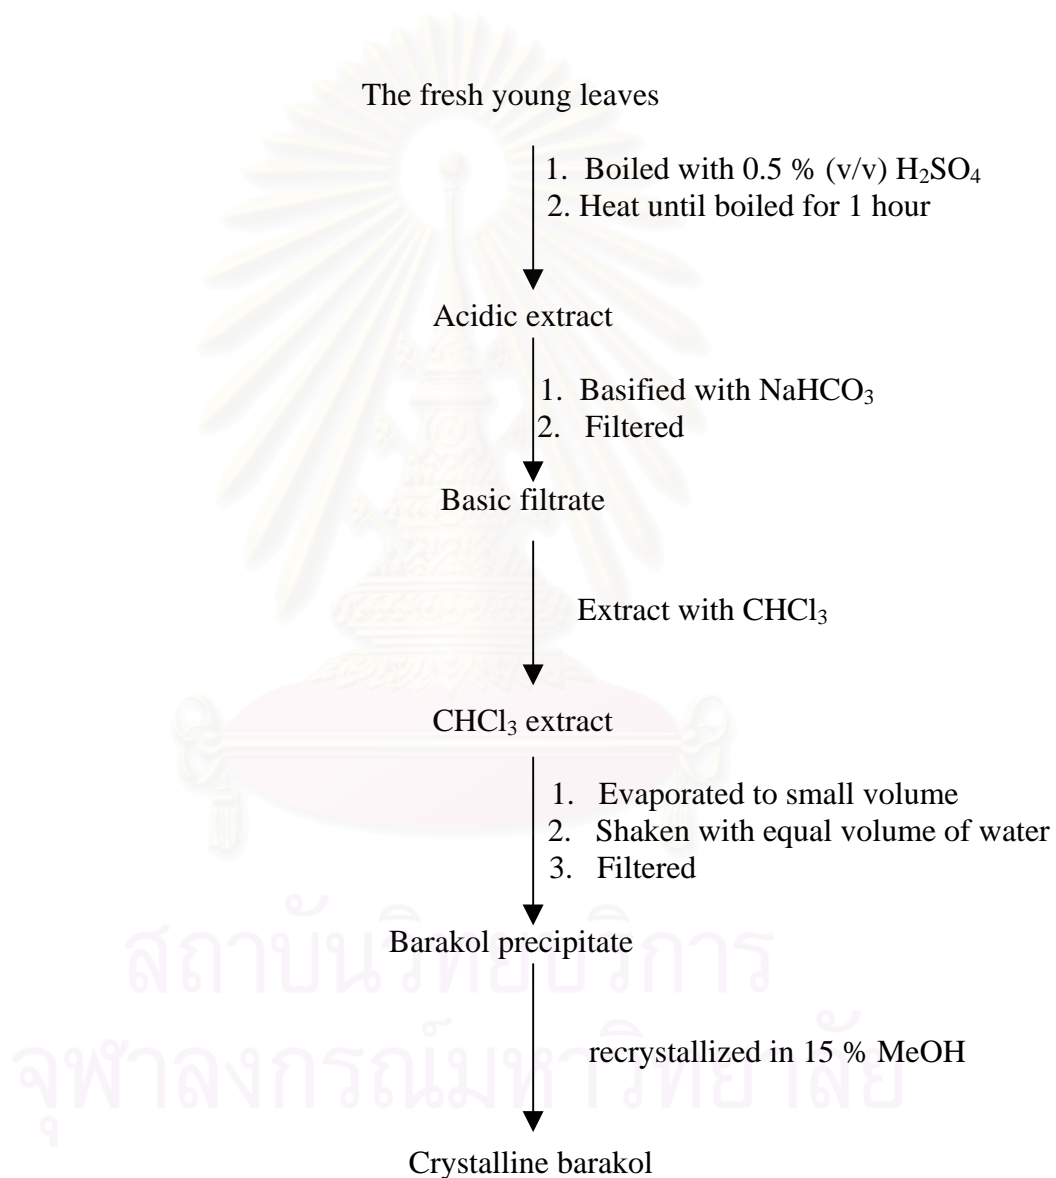 The fresh young leaves
1. Boiled with 0.5 % (v/v) H₂SO₄
2. Heat until boiled for 1 hour
Acidic extract
1. Basified with NaHCO₃
2. Filtered
Basic filtrate
Extract with CHCl₃
CHCl₃ extract
1. Evaporated to small volume
2. Shaken with equal volume of water
3. Filtered
Barakol precipitate
สถาบันวิทยบริการ
recrystallized in 15 % MeOH
จุฬาลงกรณ์มหาวิทยาลัย
Crystalline barakol